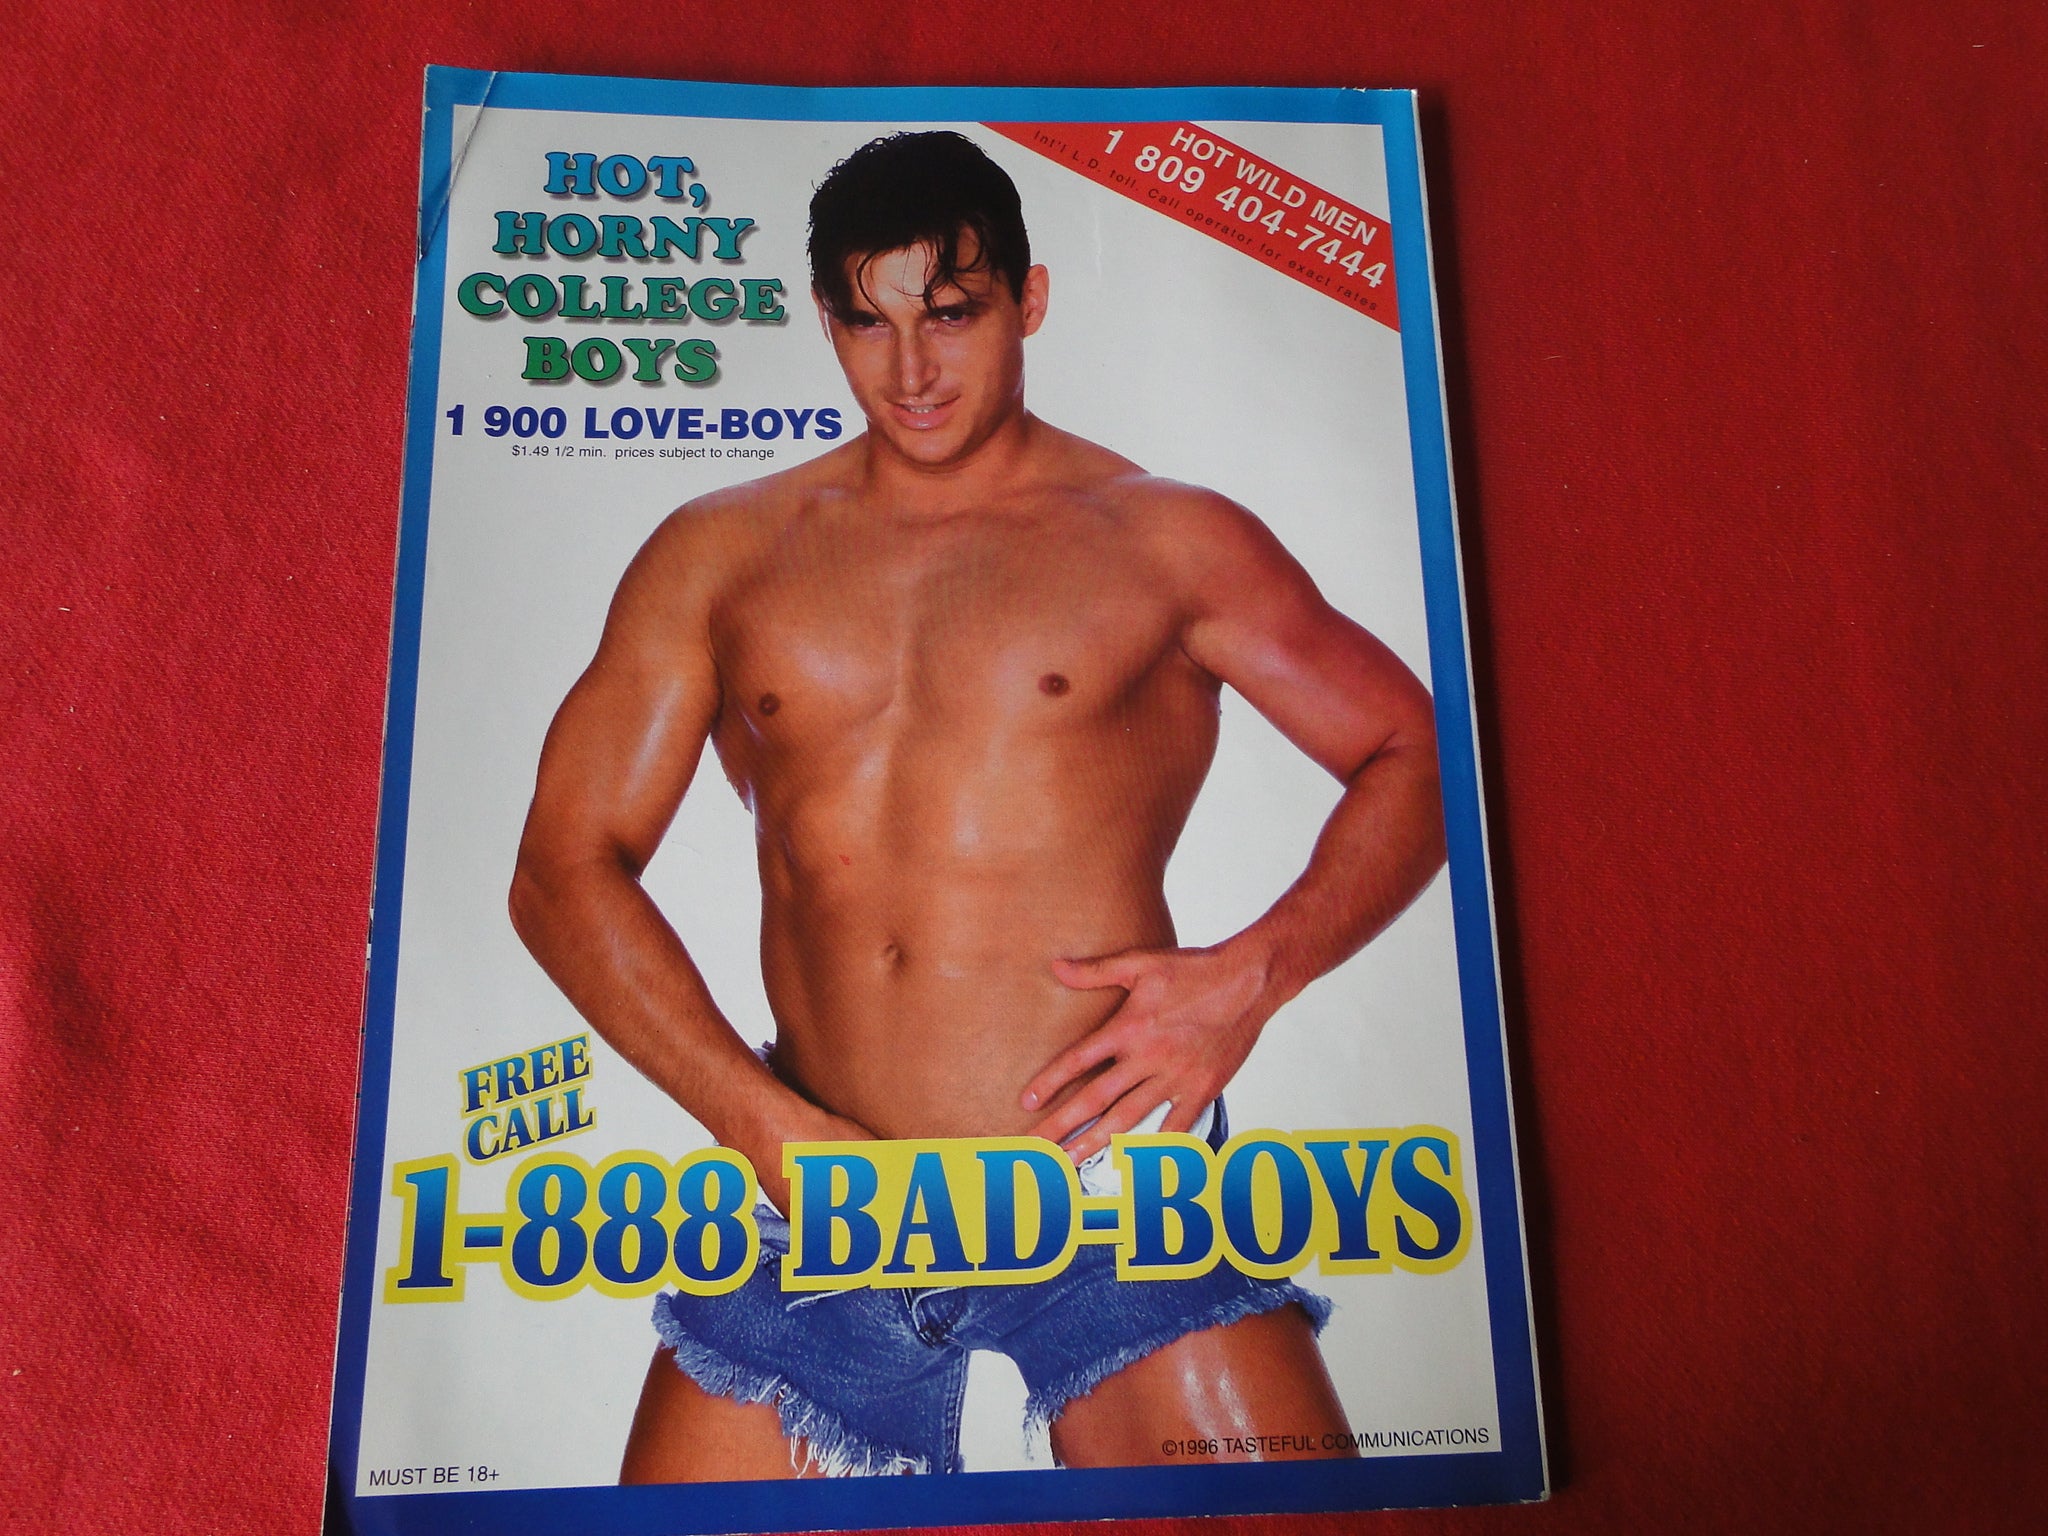 HOT,
HORNY
COLLEGE
BOYS
1 900 LOVE-BOYS
$1.49 1/2 min. prices subject to change
HOT WILD MEN
1 809 404-7444
Int'l L.D. toll. Call operator for exact rates
FREE
CALL
1-888 BAD-BOYS
©1996 TASTEFUL COMMUNICATIONS
MUST BE 18+